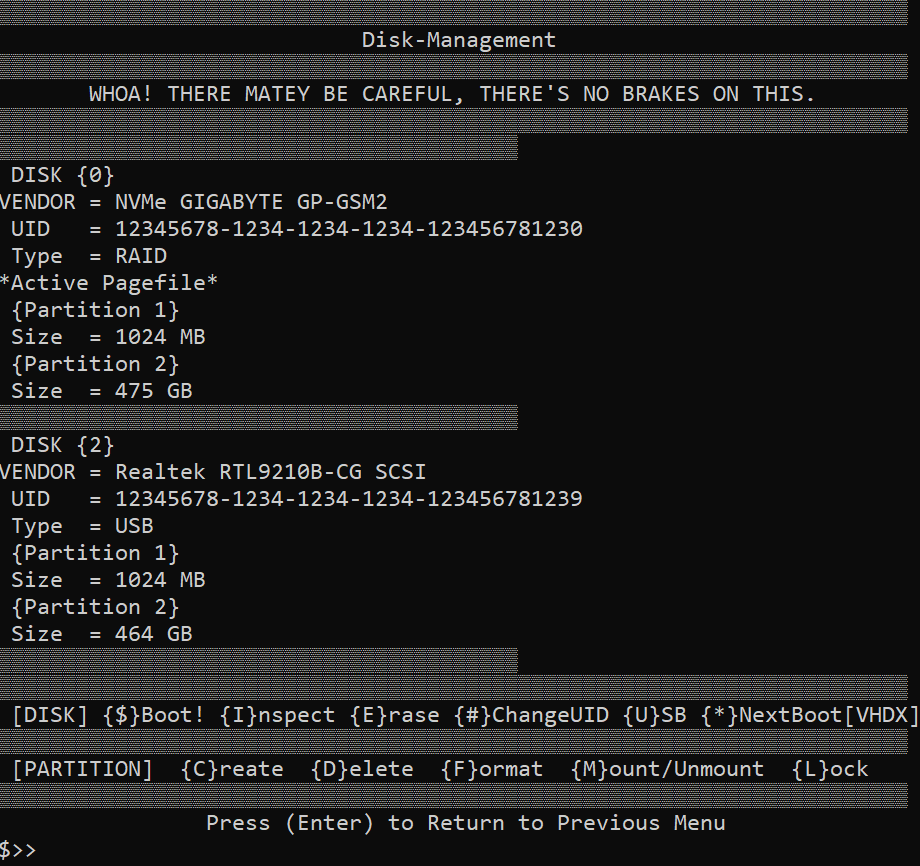 Disk-Management
WHOA! THERE MATEY BE CAREFUL, THERE'S NO BRAKES ON THIS.
DISK {0}
VENDOR = NVMe GIGABYTE GP-GSM2
UID = 12345678-1234-1234-1234-123456781230
Type = RAID
*Active Pagefile*
{Partition 1}
Size = 1024 MB
{Partition 2}
Size = 475 GB
DISK {2}
VENDOR = Realtek RTL9210B-CG SCSI
UID = 12345678-1234-1234-1234-123456781239
Type = USB
{Partition 1}
Size = 1024 MB
{Partition 2}
Size = 464 GB
[DISK] {$}Boot! {I}nspect {E}rase {#}ChangeUID {U}SB {*}NextBoot[VHDX]
[PARTITION] {C}reate {D}elete {F}ormat {M}ount/Unmount {L}ock
Press (Enter) to Return to Previous Menu
$>>